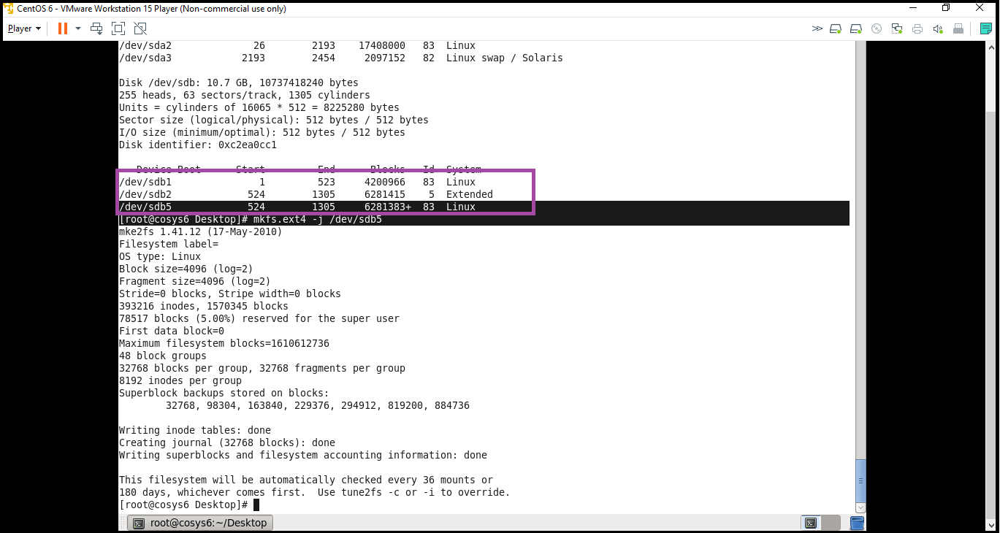 CentOS 6 - VMware Workstation 15 Player (Non-commercial use only)
Player
/dev/sda2              26        2193    17408000   83  Linux
/dev/sda3            2193        2454     2097152   82  Linux swap / Solaris
Disk /dev/sdb: 10.7 GB, 10737418240 bytes
255 heads, 63 sectors/track, 1305 cylinders
Units = cylinders of 16065 * 512 = 8225280 bytes
Sector size (logical/physical): 512 bytes / 512 bytes
I/O size (minimum/optimal): 512 bytes / 512 bytes
Disk identifier: 0xc2ea0cc1
   Device Boot      Start         End      Blocks   Id  System
/dev/sdb1               1         523     4200966   83  Linux
/dev/sdb2             524        1305     6281415    5  Extended
/dev/sdb5             524        1305     6281383+  83  Linux
[root@cosys6 Desktop]# mkfs.ext4 -j /dev/sdb5
mke2fs 1.41.12 (17-May-2010)
Filesystem label=
OS type: Linux
Block size=4096 (log=2)
Fragment size=4096 (log=2)
Stride=0 blocks, Stripe width=0 blocks
393216 inodes, 1570345 blocks
78517 blocks (5.00%) reserved for the super user
First data block=0
Maximum filesystem blocks=1610612736
48 block groups
32768 blocks per group, 32768 fragments per group
8192 inodes per group
Superblock backups stored on blocks:
        32768, 98304, 163840, 229376, 294912, 819200, 884736
Writing inode tables: done
Creating journal (32768 blocks): done
Writing superblocks and filesystem accounting information: done
This filesystem will be automatically checked every 36 mounts or
180 days, whichever comes first.  Use tune2fs -c or -i to override.
[root@cosys6 Desktop]#
root@cosys6:~/Desktop